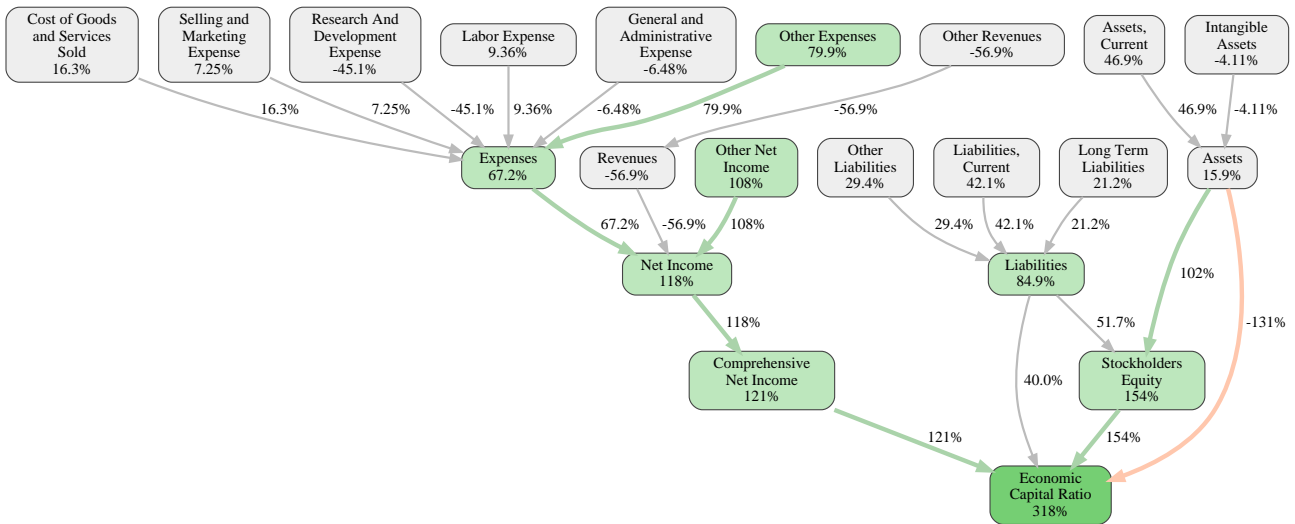 Cost of Goods
and Services
Sold
16.3%
Selling and
Marketing
Expense
7.25%
Research And
Development
Expense
-45.1%
Labor Expense
9.36%
General and
Administrative
Expense
-6.48%
Other Expenses
79.9%
Other Revenues
-56.9%
Assets,
Current
46.9%
Intangible
Assets
-4.11%
16.3%
7.25%
-45.1%
9.36%
-6.48%
79.9%
-56.9%
46.9%
-4.11%
Expenses
67.2%
Revenues
-56.9%
Other Net
Income
108%
Other
Liabilities
29.4%
Liabilities,
Current
42.1%
Long Term
Liabilities
21.2%
Assets
15.9%
67.2%
-56.9%
108%
29.4%
42.1%
21.2%
Net Income
118%
Liabilities
84.9%
102%
-131%
118%
51.7%
Comprehensive
Net Income
121%
40.0%
Stockholders
Equity
154%
121%
154%
Economic
Capital Ratio
318%